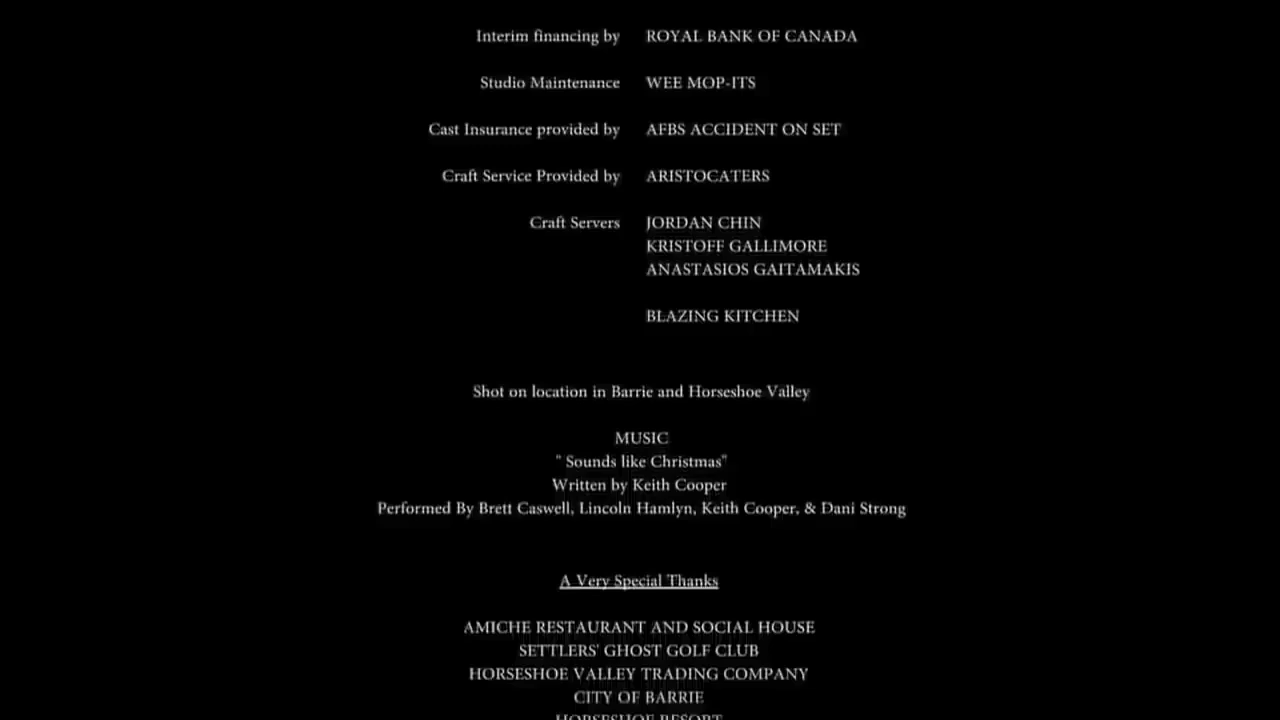 Interim financing by ROYAL BANK OF CANADA
Studio Maintenance WEE MOP-ITS
Cast Insurance provided by AFBS ACCIDENT ON SET
Craft Service Provided by ARISTOCATERS
Craft Servers JORDAN CHIN
KRISTOFF GALLIMORE
ANASTASIOS GAITAMAKIS
BLAZING KITCHEN
Shot on location in Barrie and Horseshoe Valley
MUSIC
" Sounds like Christmas"
Written by Keith Cooper
Performed By Brett Caswell, Lincoln Hamlyn, Keith Cooper, & Dani Strong
A Very Special Thanks
AMICHE RESTAURANT AND SOCIAL HOUSE
SETTLERS' GHOST GOLF CLUB
HORSESHOE VALLEY TRADING COMPANY
CITY OF BARRIE
HORSESHOE RESORT